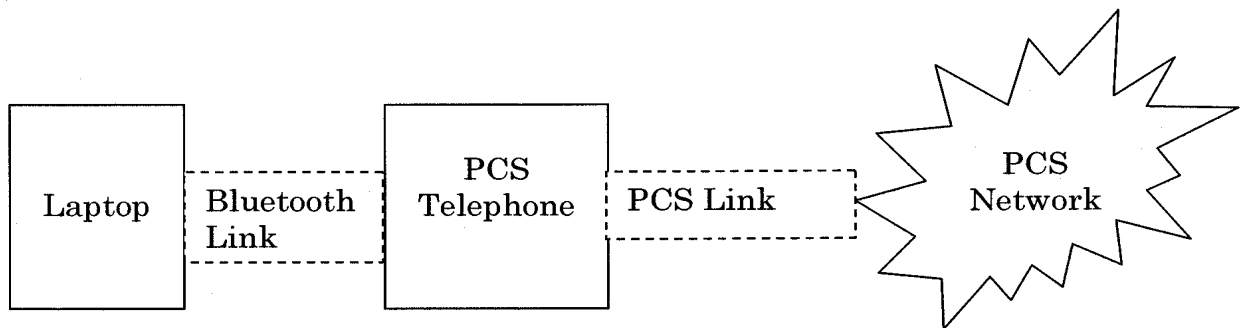 Laptop
Bluetooth
Link
PCS
Telephone
PCS Link
PCS
Network